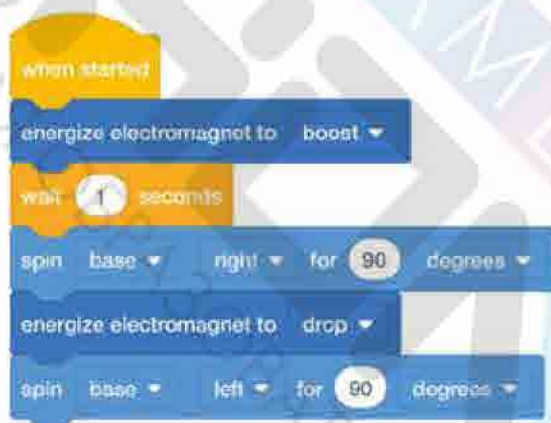 when started
energize electromagnet to boost
wait 1 seconds
spin base right for 90 degrees
energize electromagnet to drop
spin base left for 90 degrees